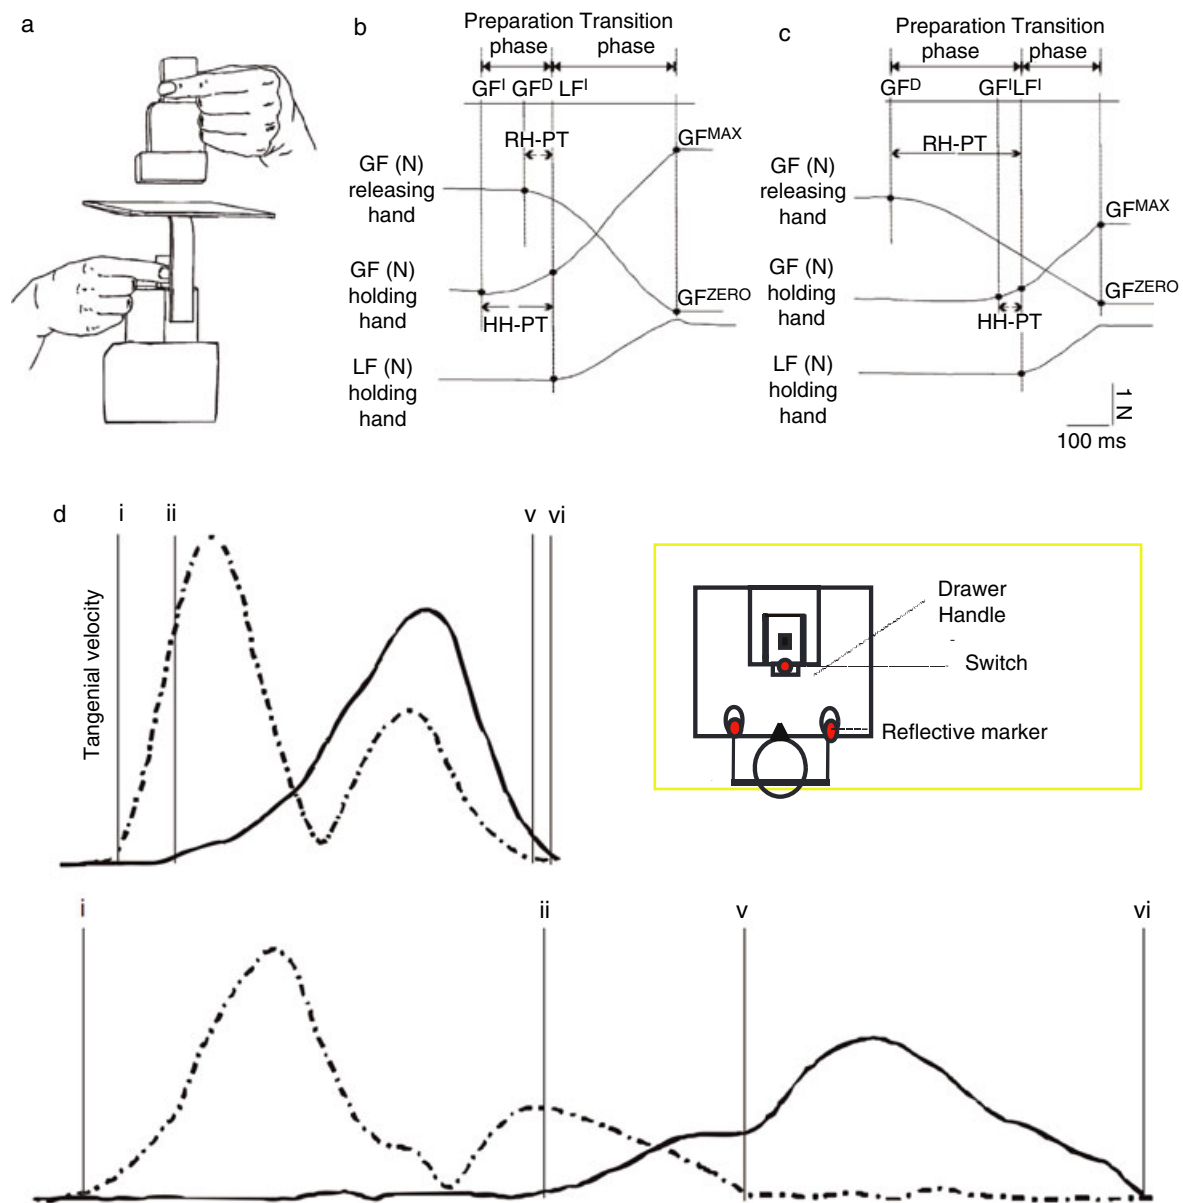 a
b
Preparation Transition
phase phase
GFI GFD LFI
RH-PT
GFMAX
GF (N)
releasing
hand
GF (N)
holding
hand
HH-PT
GFZERO
LF (N)
holding
hand
c
Preparation Transition
phase phase
GFD GFILFI
RH-PT
GF (N)
releasing
hand
GFMAX
GF (N)
holding
hand
GFZERO
HH-PT
LF (N)
holding
hand
1 N
100 ms
d
i ii v vi
Tangenial velocity
Drawer
Handle
Switch
Reflective marker
i ii v vi